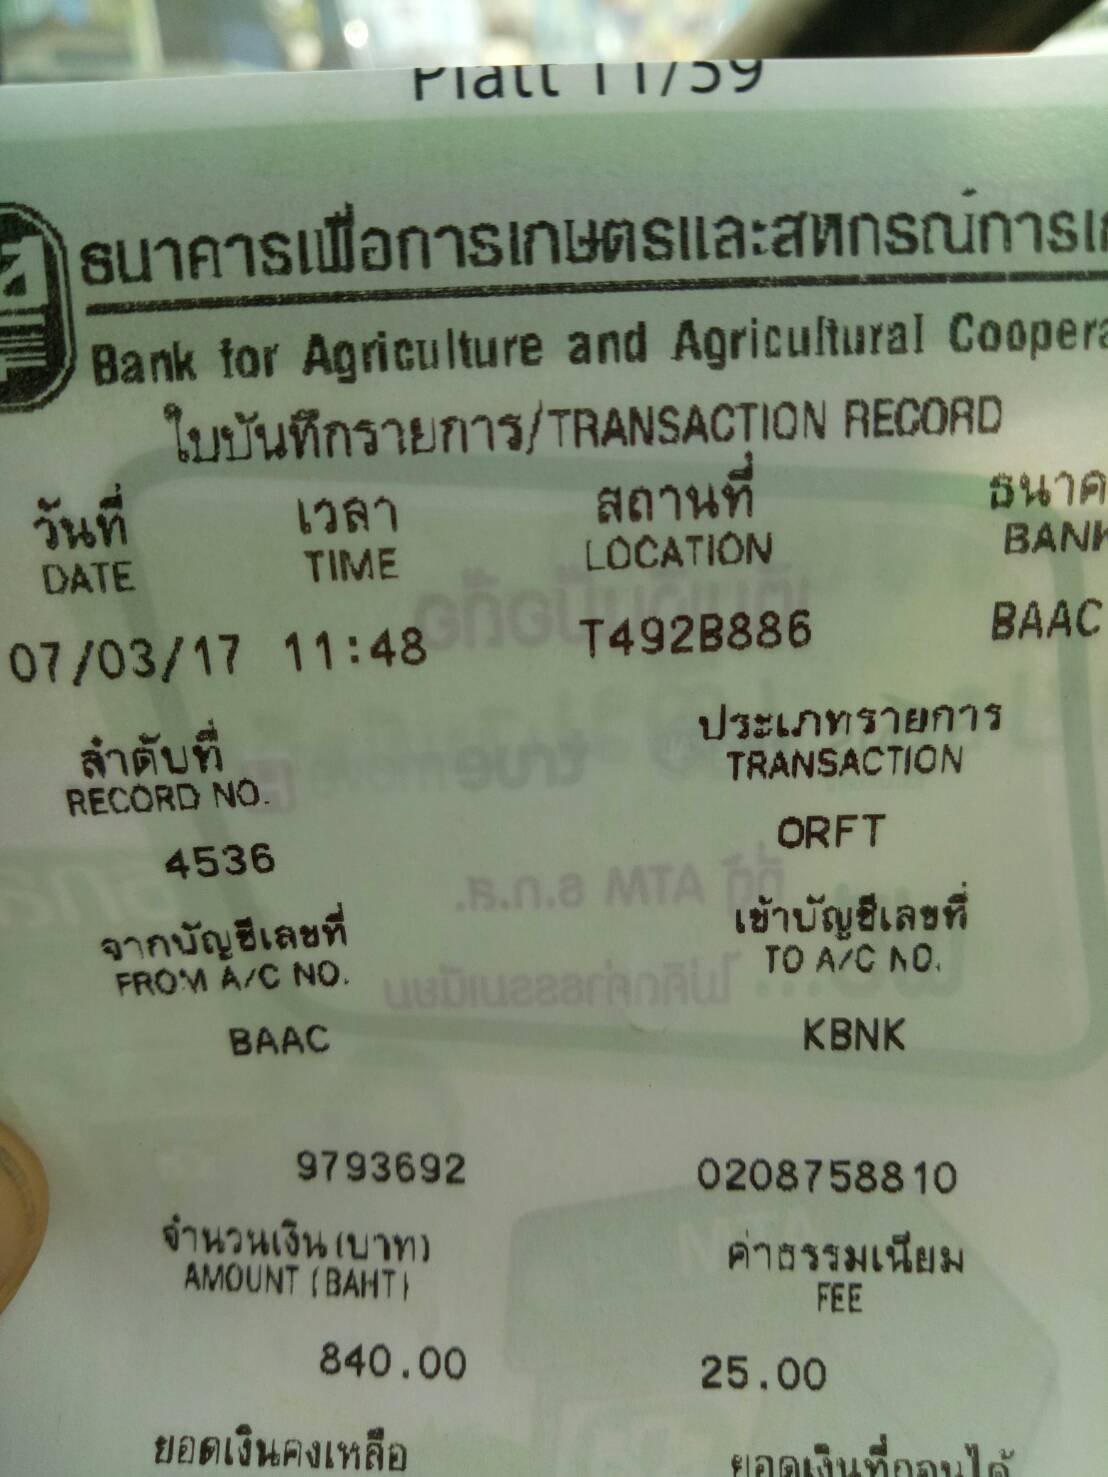 Platt 11/59
ธนาคารเพื่อการเกษตรและสหกรณ์การเก
Bank for Agriculture and Agricultural Coopera
ใบบันทึกรายการ/TRANSACTION RECORD
วันที่ เวลา สถานที่ ธนาค
DATE TIME LOCATION BANK
07/03/17 11:48 T492B886 BAAC
ลำดับที่ ประเภทรายการ
RECORD NO. TRANSACTION
4536 ORFT
จากบัญชีเลขที่ เข้าบัญชีเลขที่
FROM A/C NO. TO A/C NO.
BAAC KBNK
9793692 0208758810
จำนวนเงิน(บาท) ค่าธรรมเนียม
AMOUNT (BAHT) FEE
840.00 25.00
ยอดเงินคงเหลือ ยอดเงินที่ถอนได้